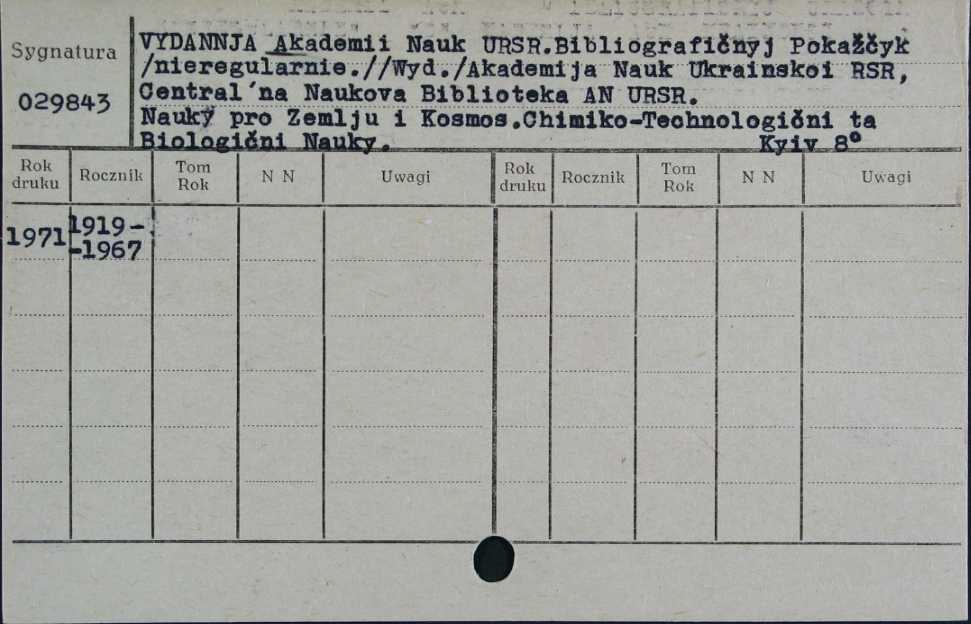 Sygnatura
029843
VYDANNJA Akademii Nauk URSR.Bibliografičnyj Pokažčyk
/nieregularnie.//Wyd./Akademija Nauk Ukrainskoi RSR,
Central´na Naukova Biblioteka AN URSR.
Nauky pro Zemlju i Kosmos.Chimiko-Technologični ta
Biologični Nauky. Kyiv 8°
Rok druku Rocznik Tom Rok N N Uwagi Rok druku Rocznik Tom Rok N N Uwagi
1971 1919-
-1967